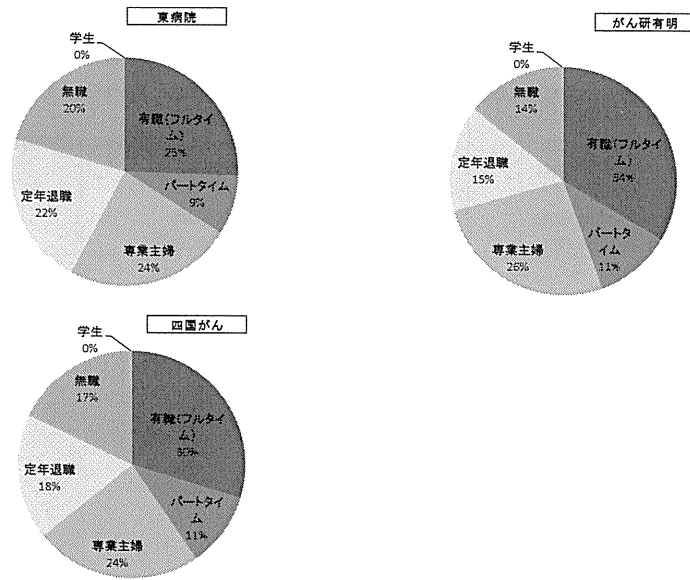 東病院
学生
0%
無職
20%
有職(フルタイ
ム)
25%
パートタイム
9%
専業主婦
24%
定年退職
22%
がん研有明
学生
0%
無職
14%
有職(フルタイ
ム)
34%
パートタ
イム
11%
専業主婦
26%
定年退職
15%
四国がん
学生
0%
無職
17%
有職(フルタイ
ム)
30%
パートタイ
ム
11%
専業主婦
24%
定年退職
18%